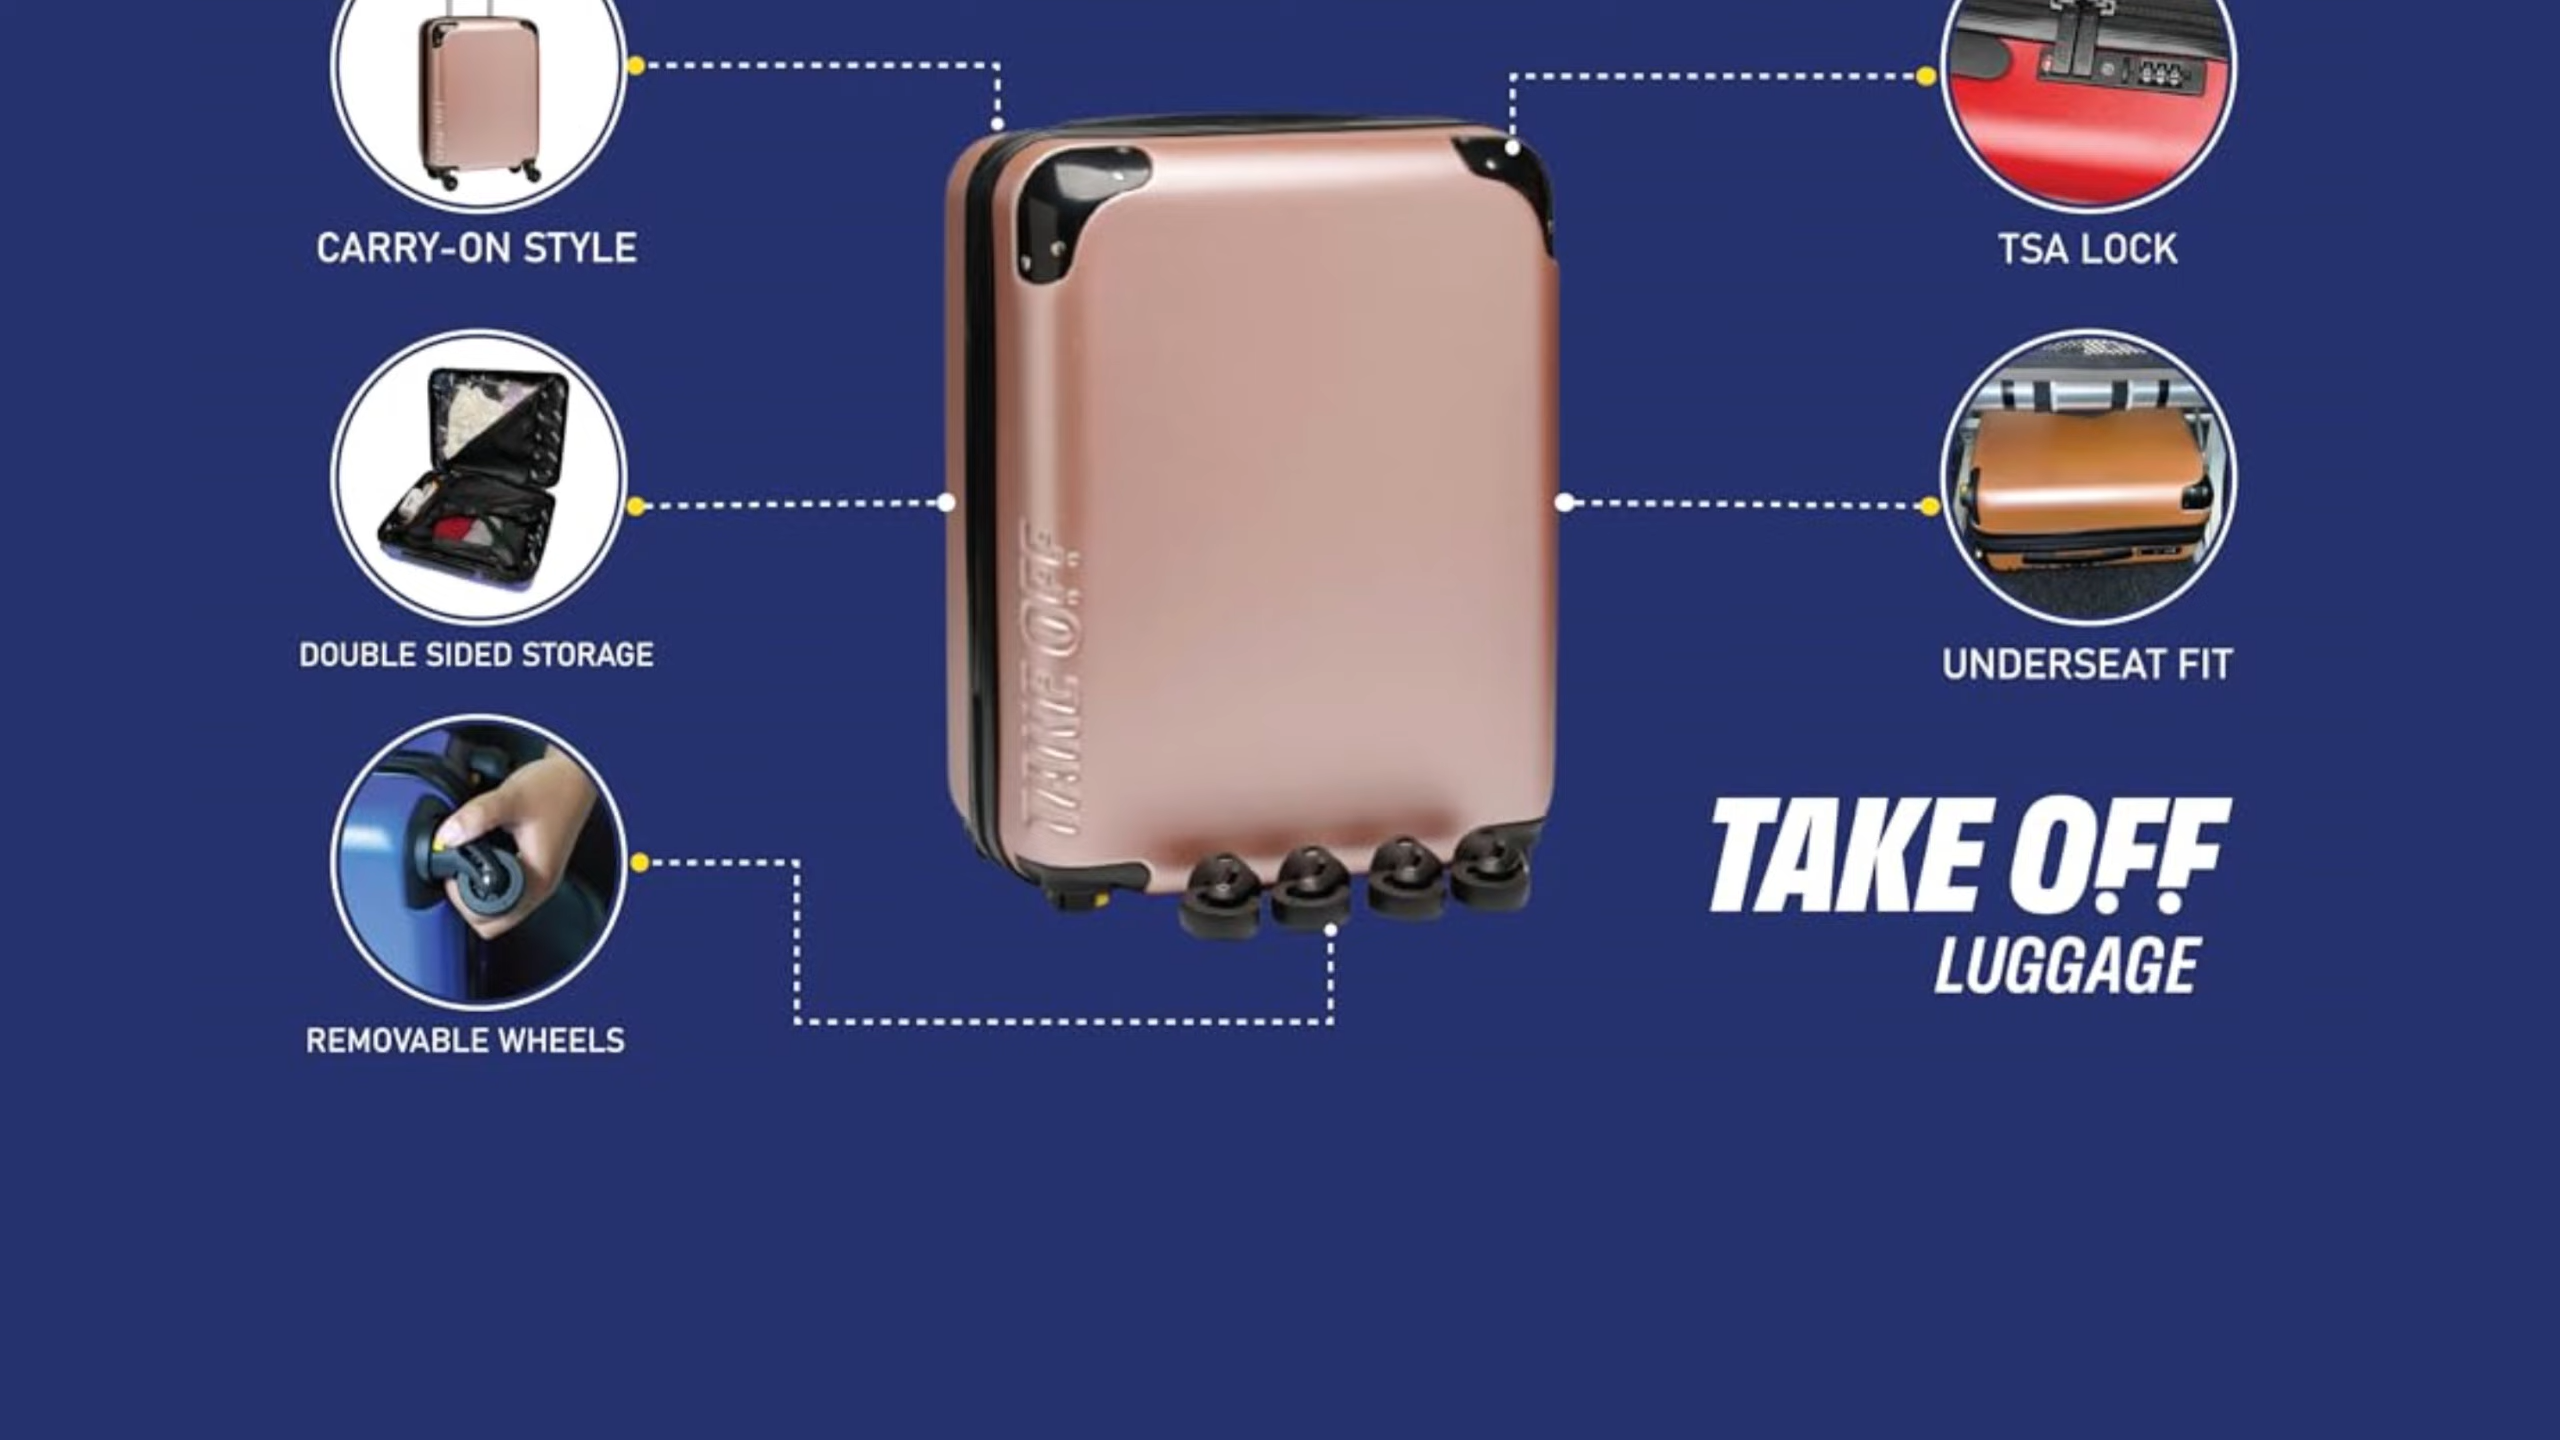 CARRY-ON STYLE
TSA LOCK
DOUBLE SIDED STORAGE
UNDERSEAT FIT
TAKE OFF
REMOVABLE WHEELS
TAKE OFF
LUGGAGE